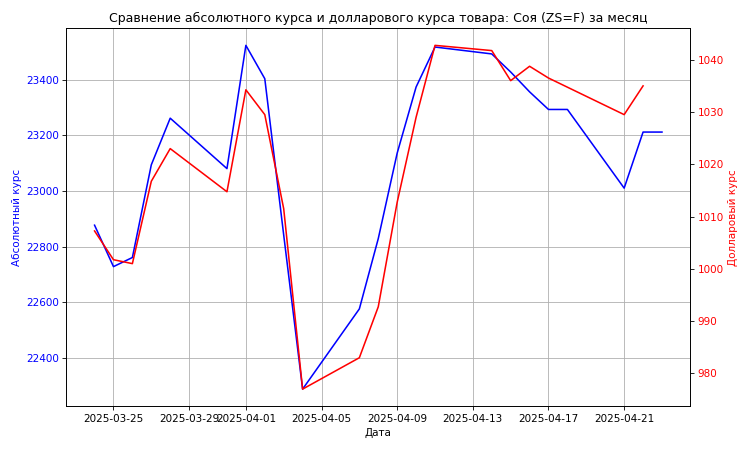 Сравнение абсолютного курса и долларового курса товара: Соя (ZS=F) за месяц
Абсолютный курс
23400
23200
23000
22800
22600
22400
1040
1030
1020
1010
1000
990
980
Долларовый курс
2025-03-25 2025-03-29 2025-04-01 2025-04-05 2025-04-09 2025-04-13 2025-04-17 2025-04-21
Дата